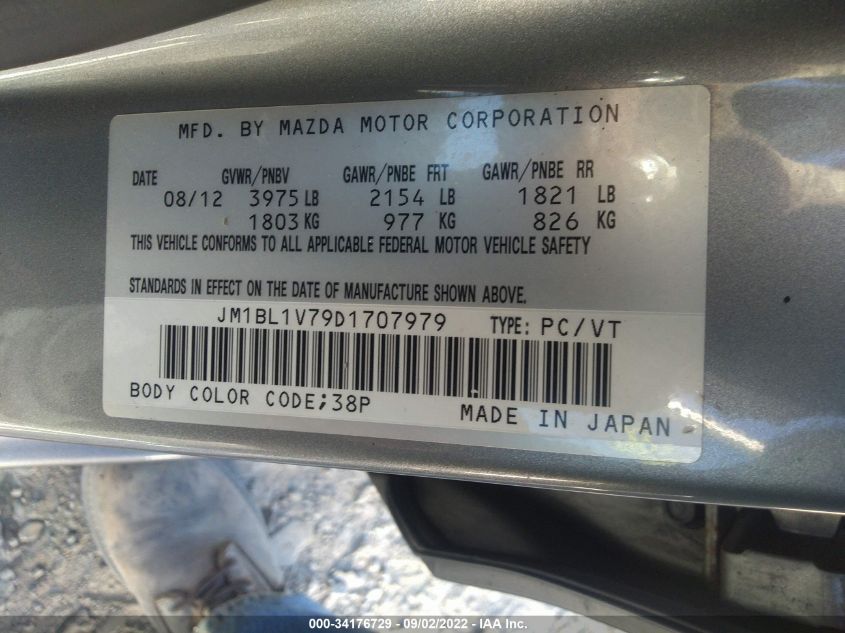 MFD. BY MAZDA MOTOR CORPORATION
DATE GVWR/PNBV GAWR/PNBE FRT GAWR/PNBE RR
08/12 3975 LB 2154 LB 1821 LB
1803 KG 977 KG 826 KG
THIS VEHICLE CONFORMS TO ALL APPLICABLE FEDERAL MOTOR VEHICLE SAFETY
STANDARDS IN EFFECT ON THE DATE OF MANUFACTURE SHOWN ABOVE.
JM1BL1V79D1707979 TYPE: PC/VT
BODY COLOR CODE;38P
MADE IN JAPAN
000-34176729 - 09/02/2022 - IAA Inc.